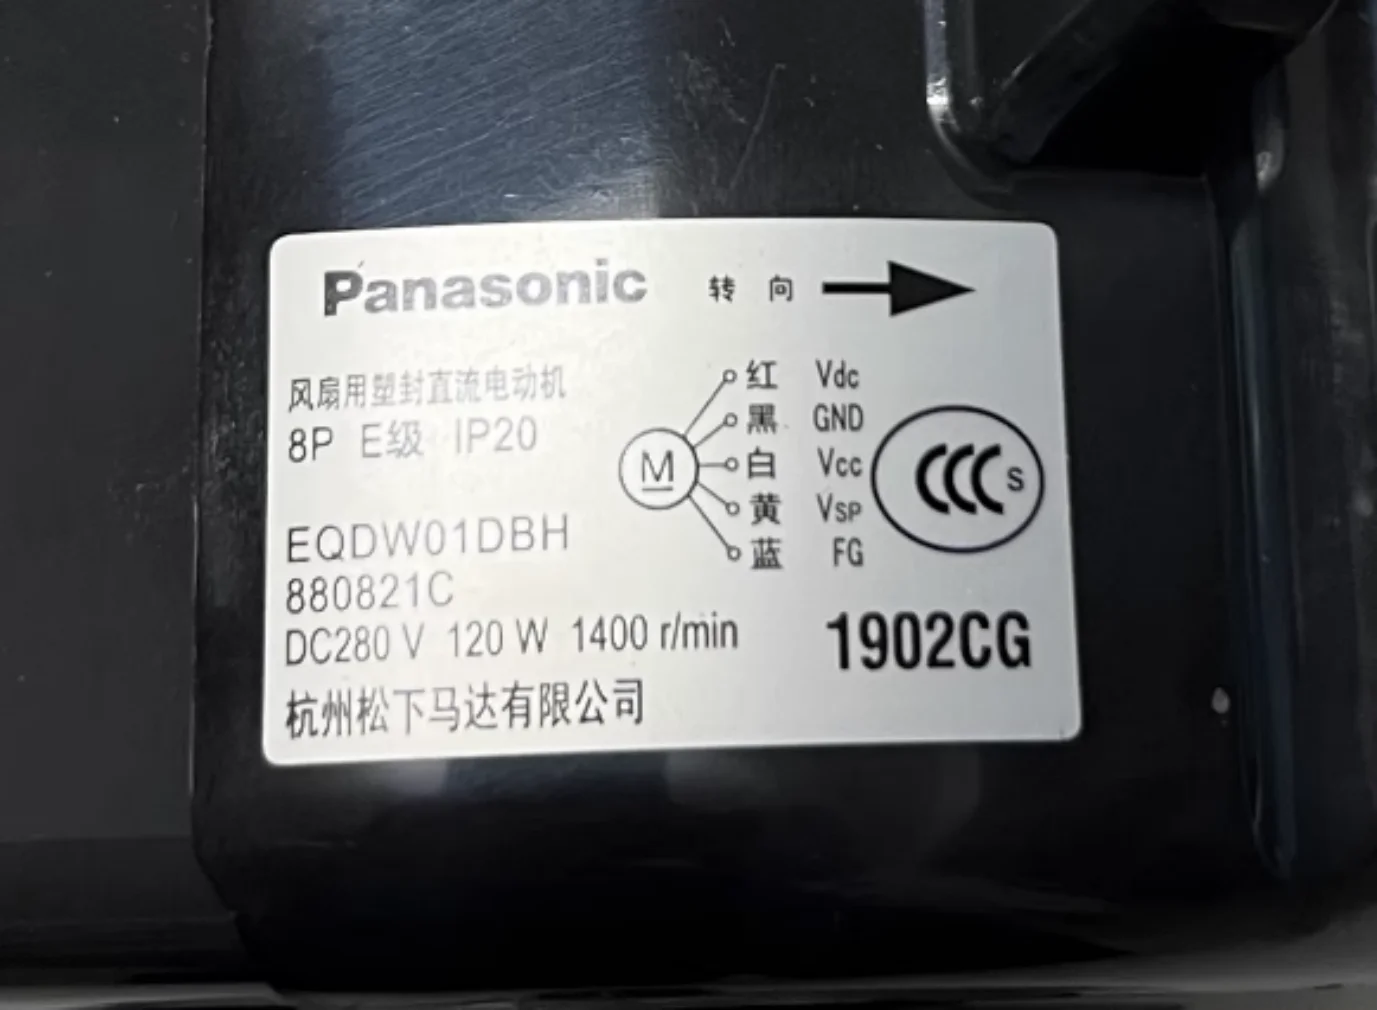 Panasonic 转 向
风扇用塑封直流电动机
8P E级 IP20
M
红 Vdc
黑 GND
白 Vcc
黄 VSP
蓝 FG
CCC S
EQDW01DBH
880821C
DC280 V 120 W 1400 r/min
1902CG
杭州松下马达有限公司